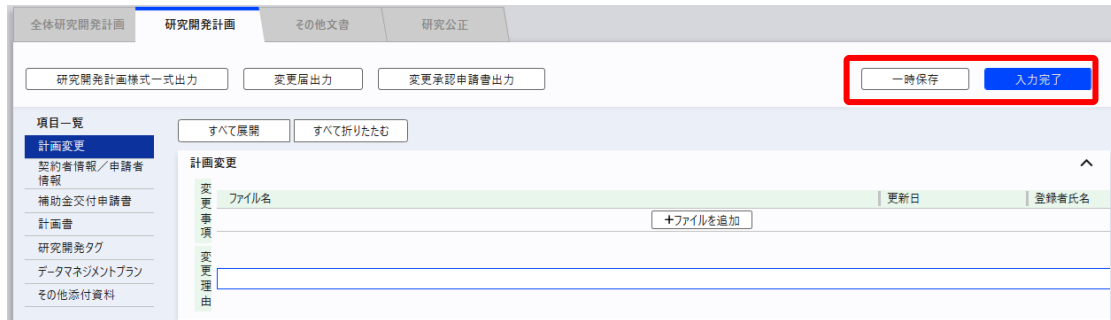 全体研究開発計画 研究開発計画 その他文書 研究公正
研究開発計画様式一式出力 変更届出力 変更承認申請書出力 一時保存 入力完了
項目一覧
計画変更
契約者情報／申請者
情報
補助金交付申請書
計画書
研究開発タグ
データマネジメントプラン
その他添付資料
すべて展開 すべて折りたたむ
計画変更
変更事項
ファイル名 更新日 登録者氏名
+ファイルを追加
変更理由